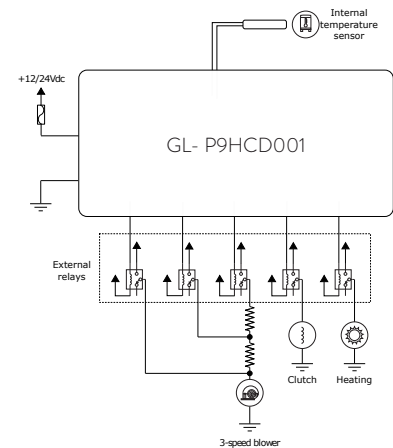 Internal
temperature
sensor
+12/24Vdc
GL- P9HCD001
External
relays
Clutch
Heating
3-speed blower